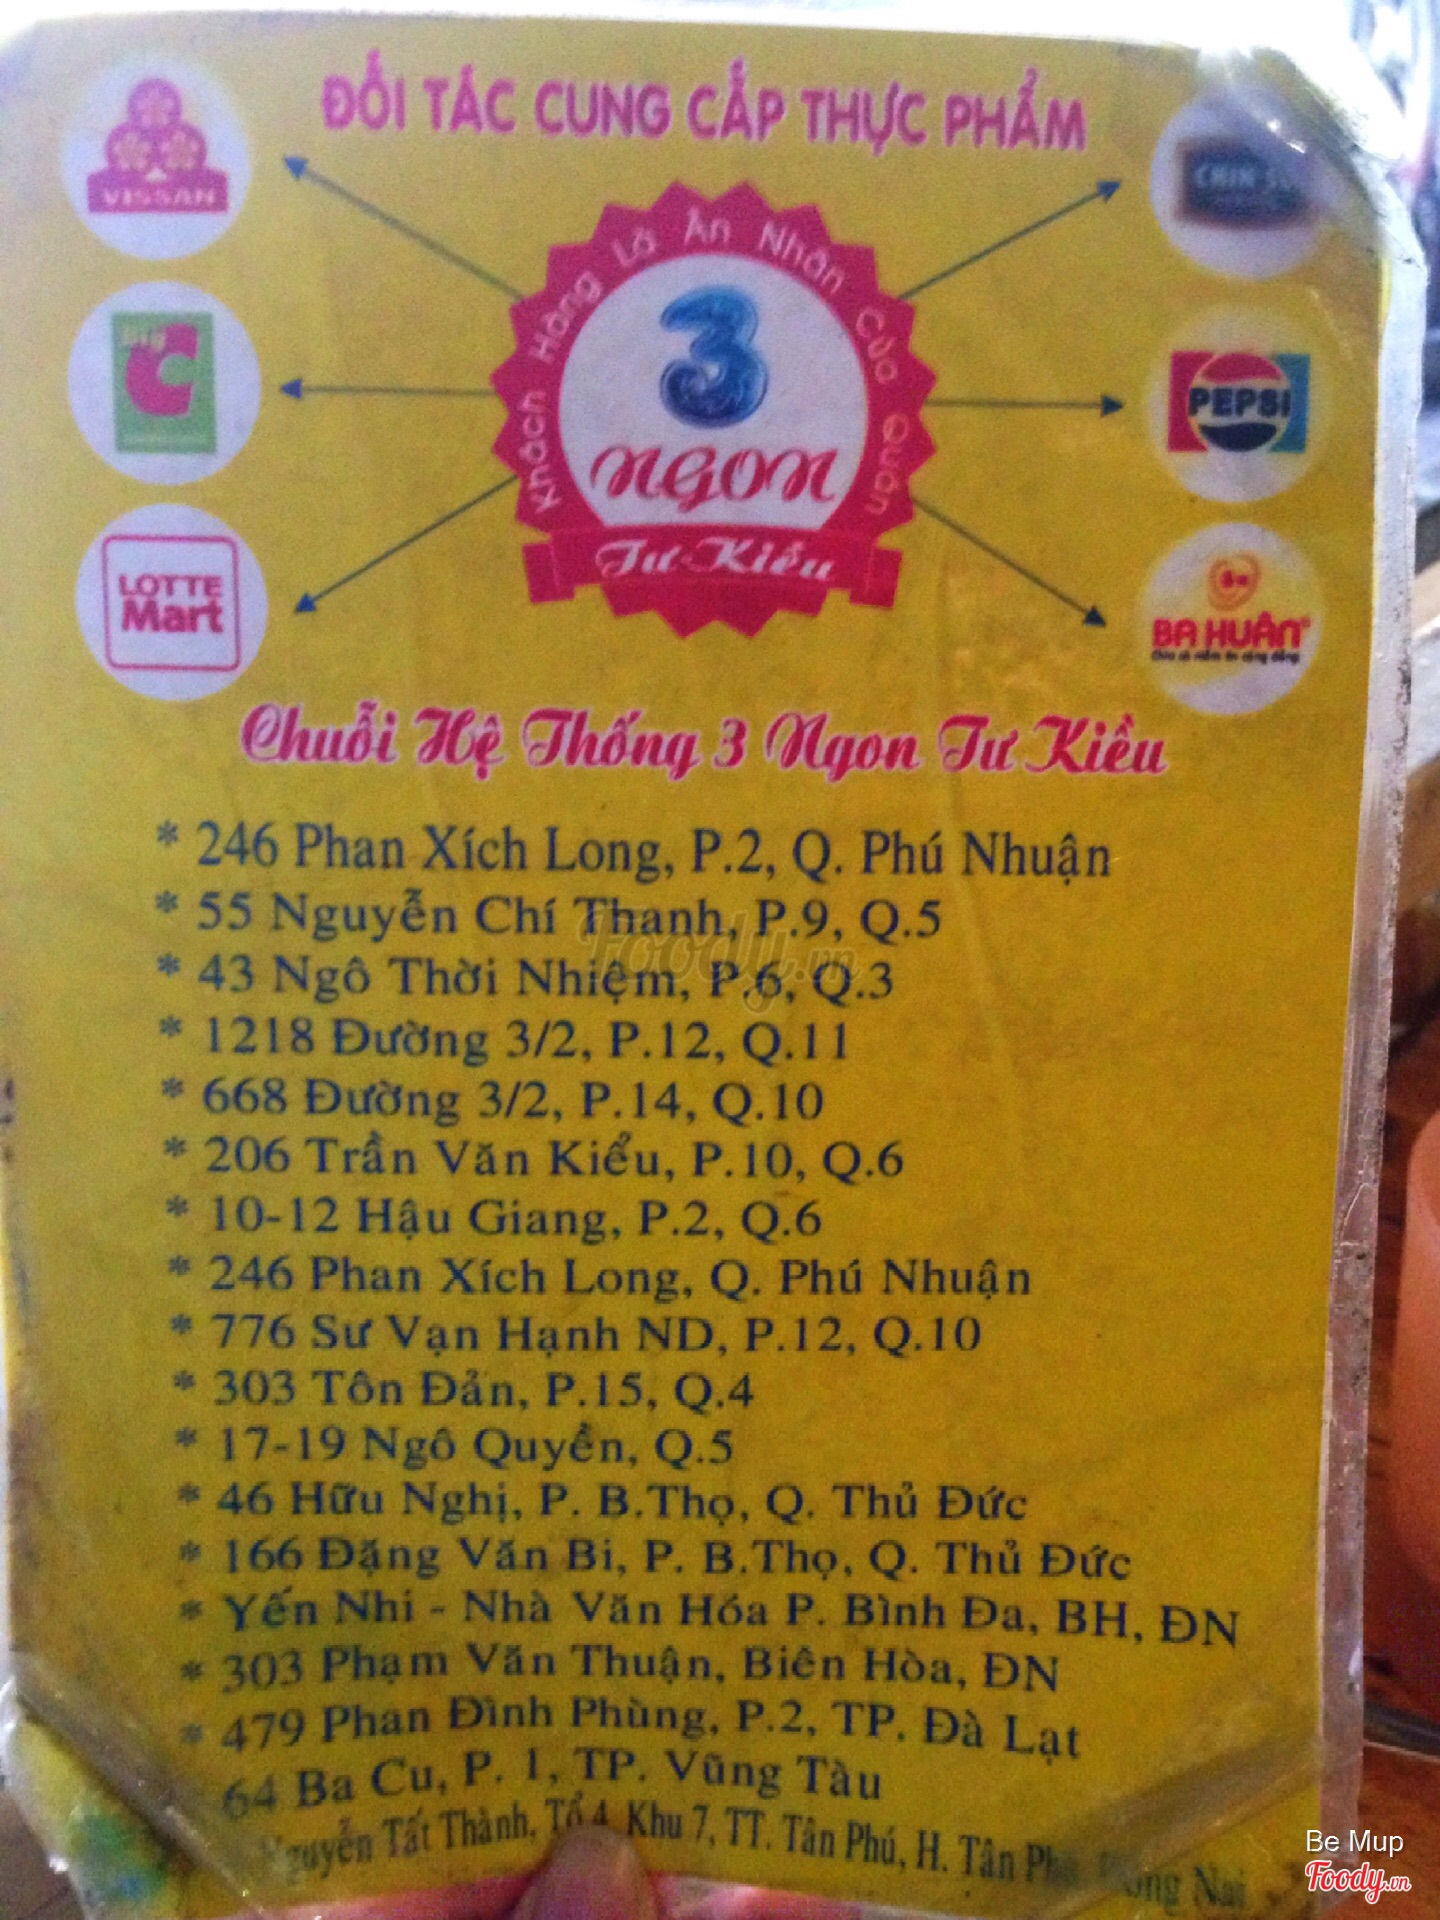 ĐỐI TÁC CUNG CẤP THỰC PHẨM
VISSAN
CHIN-SU
Khách Hàng Là Ân Nhân Của Quán
3
NGON
Tư Kiều
Big
C
PEPSI
LOTTE
Mart
BA HUÂN
Chuỗi Hệ Thống 3 Ngon Tư Kiều
* 246 Phan Xích Long, P.2, Q. Phú Nhuận
* 55 Nguyễn Chí Thanh, P.9, Q.5
* 43 Ngô Thời Nhiệm, P.6, Q.3
* 1218 Đường 3/2, P.12, Q.11
* 668 Đường 3/2, P.14, Q.10
* 206 Trần Văn Kiểu, P.10, Q.6
* 10-12 Hậu Giang, P.2, Q.6
* 246 Phan Xích Long, Q. Phú Nhuận
* 776 Sư Vạn Hạnh ND, P.12, Q.10
* 303 Tôn Đản, P.15, Q.4
* 17-19 Ngô Quyền, Q.5
* 46 Hữu Nghị, P. B.Thọ, Q. Thủ Đức
* 166 Đặng Văn Bi, P. B.Thọ, Q. Thủ Đức
* Yến Nhi - Nhà Văn Hóa P. Bình Đa, BH, ĐN
* 303 Phạm Văn Thuận, Biên Hòa, ĐN
* 479 Phan Đình Phùng, P.2, TP. Đà Lạt
64 Ba Cu, P. 1, TP. Vũng Tàu
Nguyễn Tất Thành, Tổ 4, Khu 7, TT. Tân Phú, H. Tân
Foody.vn
Be Mup
Foody.vn